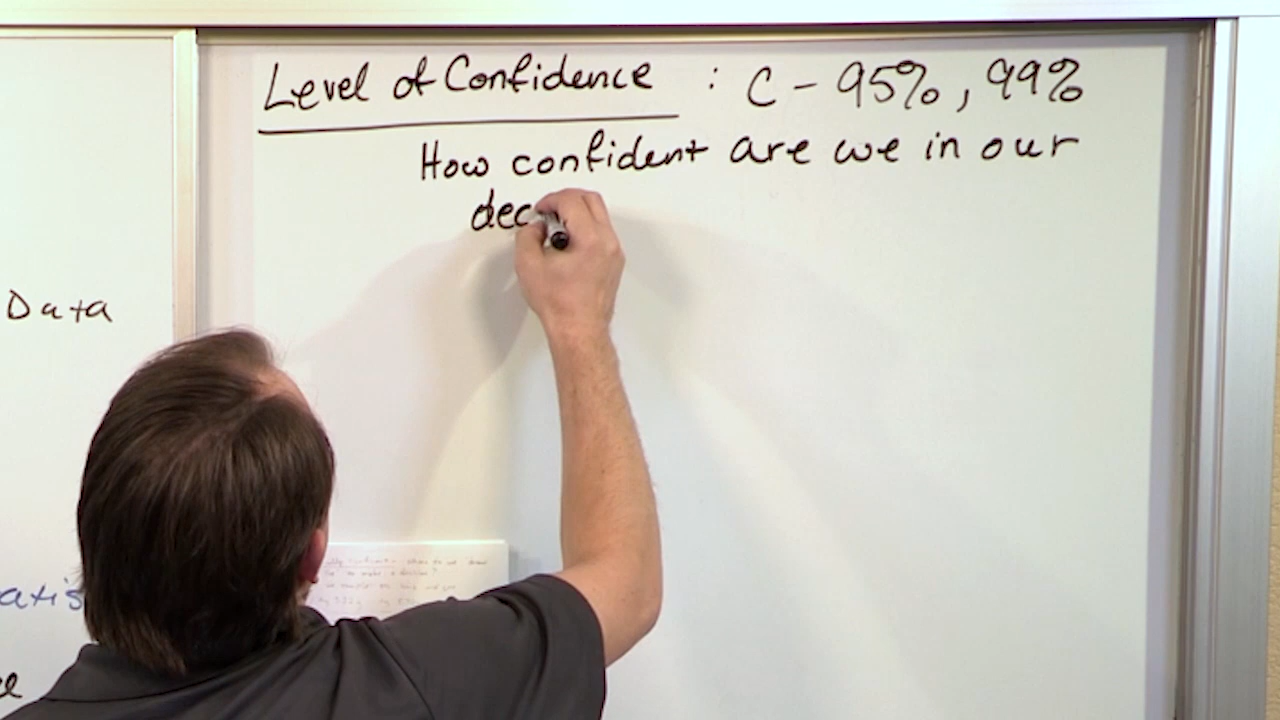 Level of Confidence : C - 95%, 99%
How confident are we in our
dec
Data